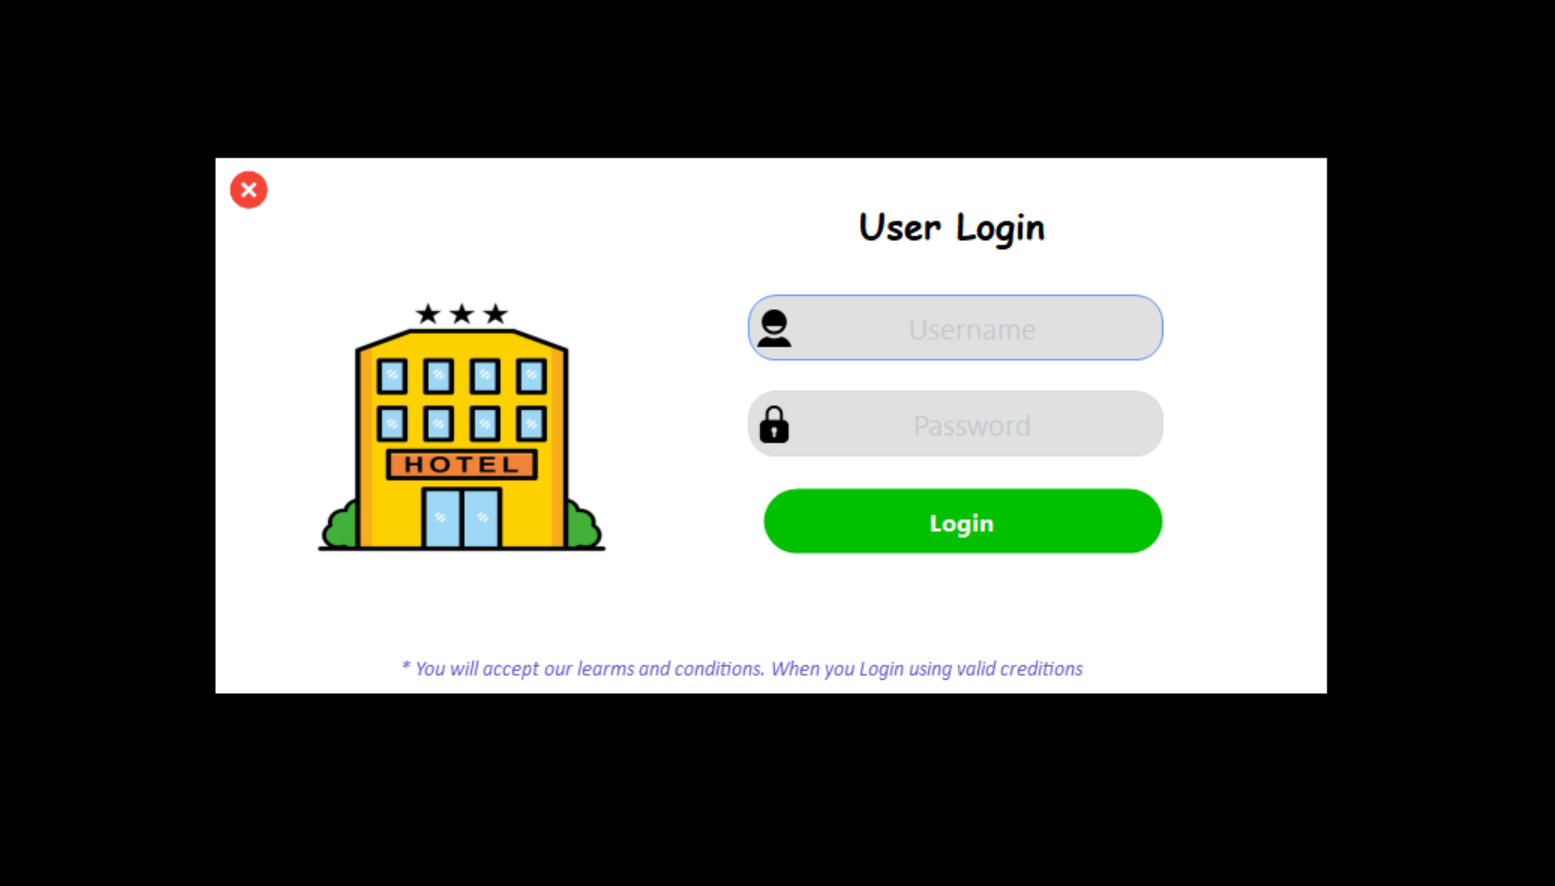 User Login
Username
Password
HOTEL
Login
* You will accept our learms and conditions. When you Login using valid creditions